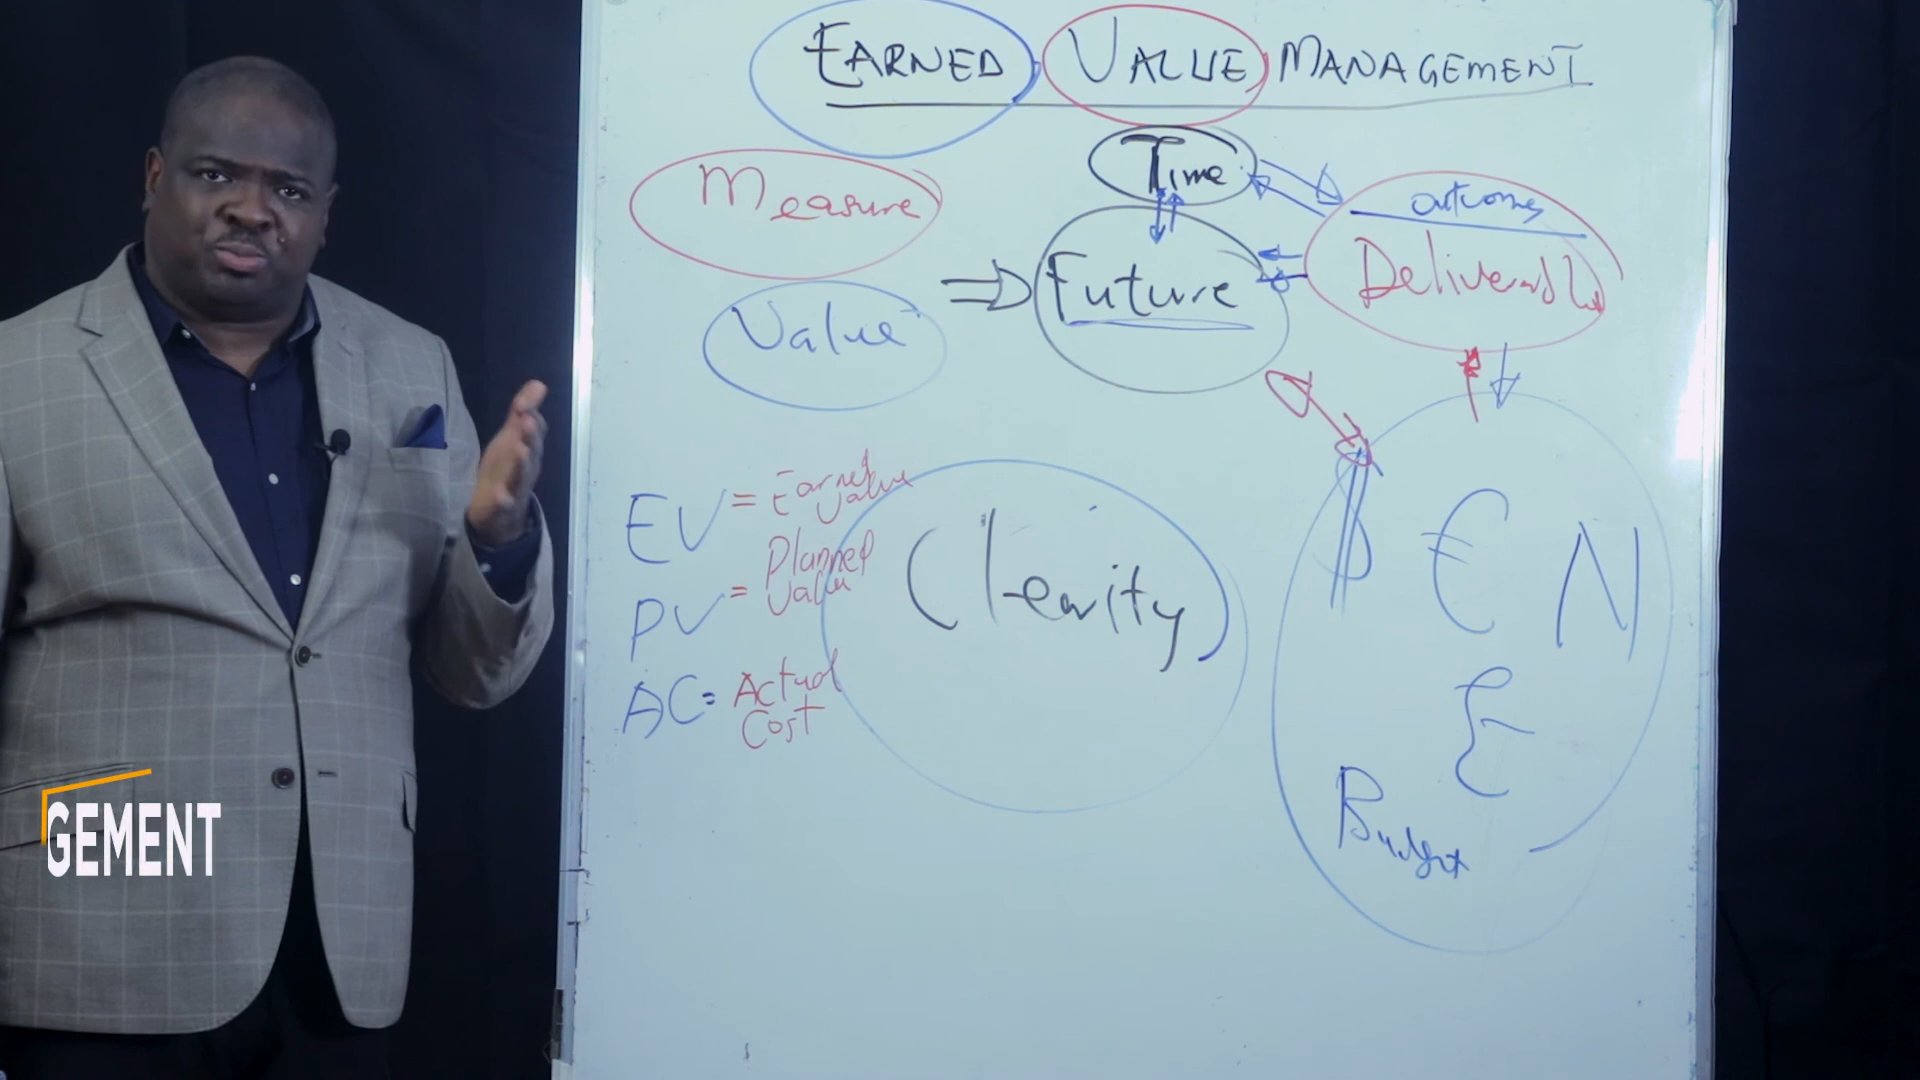 EARNED VALUE MANAGEMENT
Time
Measure
outcomes
Deliverables
Future
Value
EV = Earned Value
PV = Planned Value
AC = Actual Cost
Clearity
$ € N
£
Budget
GEMENT